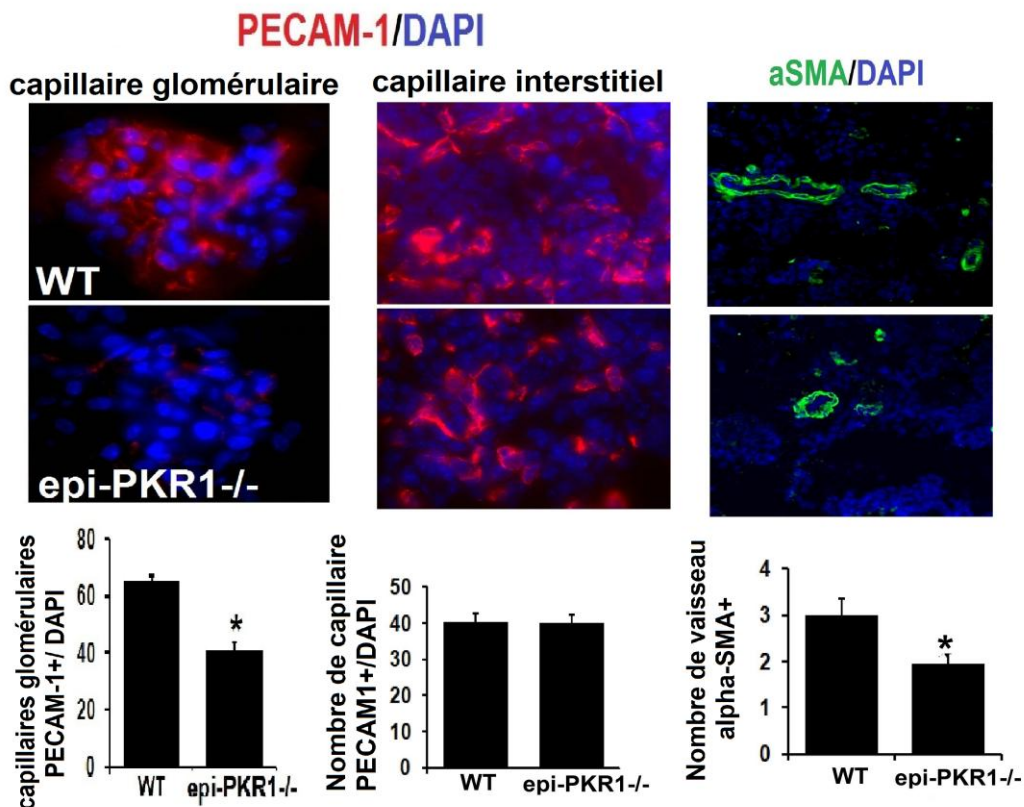 PECAM-1/DAPI
capillaire glomérulaire
capillaire interstitiel
aSMA/DAPI
WT
epi-PKR1-/-
capillaires glomérulaires
PECAM-1+/ DAPI
80
60
40
20
0
*
WT
epi-PKR1-/-
Nombre de capillaire
PECAM1+/DAPI
50
40
30
20
10
0
WT
epi-PKR1-/-
Nombre de vaisseau
alpha-SMA+
4
3
2
1
0
*
WT
epi-PKR1-/-